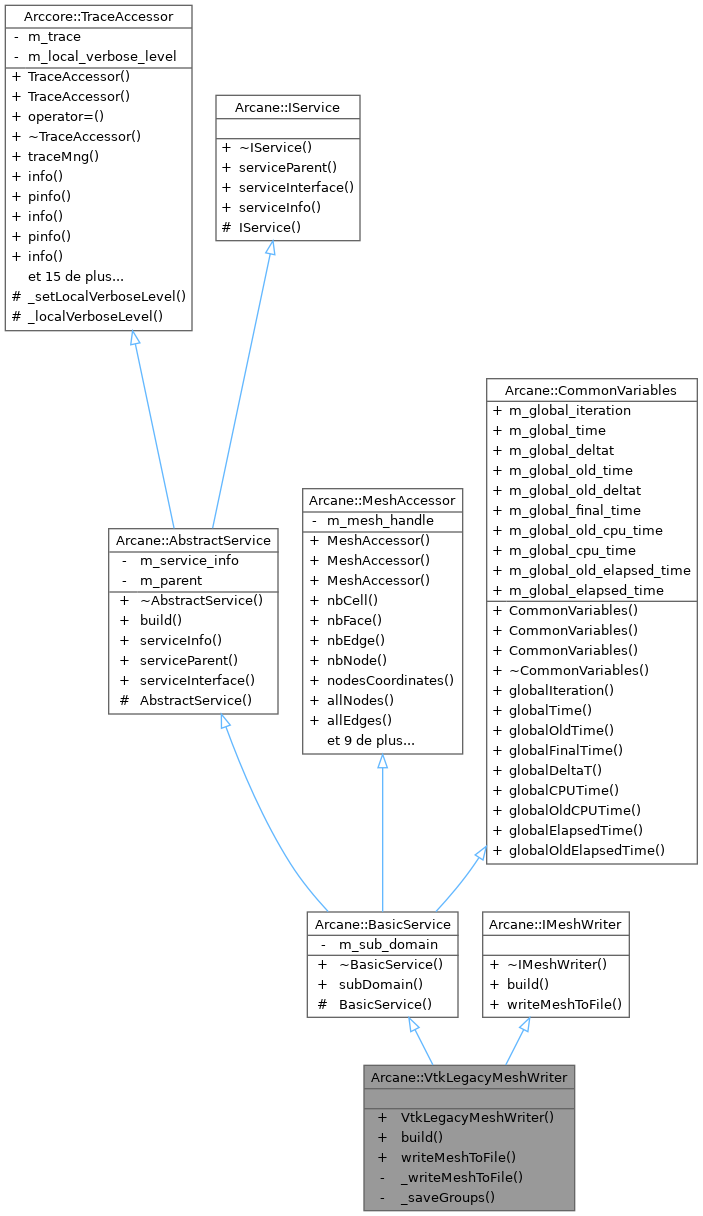 Arccore::TraceAccessor
- m_trace
- m_local_verbose_level
+ TraceAccessor()
+ TraceAccessor()
+ operator=()
+ ~TraceAccessor()
+ traceMng()
+ info()
+ pinfo()
+ info()
+ pinfo()
+ info()
et 15 de plus...
# _setLocalVerboseLevel()
# _localVerboseLevel()
Arcane::IService
+ ~IService()
+ serviceParent()
+ serviceInterface()
+ serviceInfo()
# IService()
Arcane::CommonVariables
+ m_global_iteration
+ m_global_time
+ m_global_deltat
+ m_global_old_time
+ m_global_old_deltat
+ m_global_final_time
+ m_global_old_cpu_time
+ m_global_cpu_time
+ m_global_old_elapsed_time
+ m_global_elapsed_time
+ CommonVariables()
+ CommonVariables()
+ CommonVariables()
+ ~CommonVariables()
+ globalIteration()
+ globalTime()
+ globalOldTime()
+ globalFinalTime()
+ globalDeltaT()
+ globalCPUTime()
+ globalOldCPUTime()
+ globalElapsedTime()
+ globalOldElapsedTime()
Arcane::MeshAccessor
- m_mesh_handle
+ MeshAccessor()
+ MeshAccessor()
+ MeshAccessor()
+ nbCell()
+ nbFace()
+ nbEdge()
+ nbNode()
+ nodesCoordinates()
+ allNodes()
+ allEdges()
et 9 de plus...
Arcane::AbstractService
- m_service_info
- m_parent
+ ~AbstractService()
+ build()
+ serviceInfo()
+ serviceParent()
+ serviceInterface()
# AbstractService()
Arcane::BasicService
- m_sub_domain
+ ~BasicService()
+ subDomain()
# BasicService()
Arcane::IMeshWriter
+ ~IMeshWriter()
+ build()
+ writeMeshToFile()
Arcane::VtkLegacyMeshWriter
+ VtkLegacyMeshWriter()
+ build()
+ writeMeshToFile()
- _writeMeshToFile()
- _saveGroups()